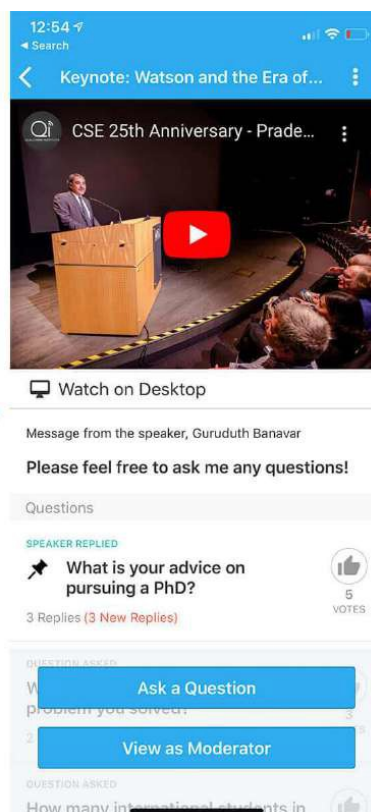 12:54
◀ Search
Keynote: Watson and the Era of...
Qi
CSE 25th Anniversary - Prade...
Watch on Desktop
Message from the speaker, Guruduth Banavar
Please feel free to ask me any questions!
Questions
SPEAKER REPLIED
What is your advice on
pursuing a PhD?
5
VOTES
3 Replies (3 New Replies)
QUESTION ASKED
problem you solved?
3
2
Ask a Question
View as Moderator
QUESTION ASKED
How many international students in